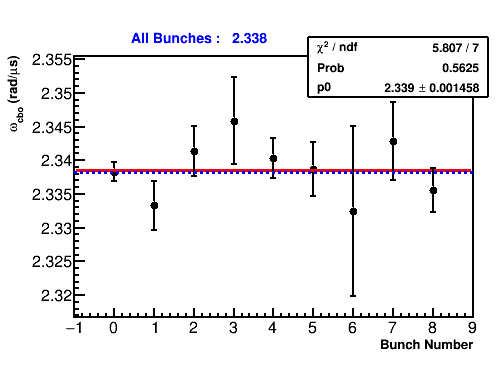 All Bunches : 2.338
χ² / ndf 5.807 / 7
Prob 0.5625
p0 2.339 ± 0.001458
ω_cbo (rad/μs)
2.355
2.35
2.345
2.34
2.335
2.33
2.325
2.32
−1 0 1 2 3 4 5 6 7 8 9
Bunch Number